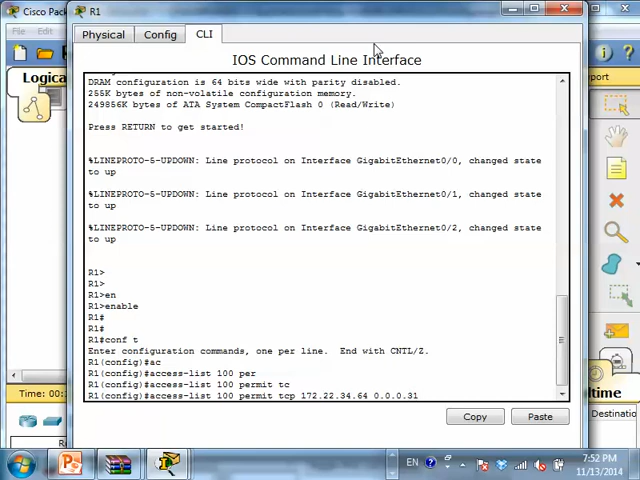 Cisco Pack
R1
File
Edit
Physical
Config
CLI
Logica
IOS Command Line Interface
port
DRAM configuration is 64 bits wide with parity disabled.
255K bytes of non-volatile configuration memory.
249856K bytes of ATA System CompactFlash 0 (Read/Write)
Press RETURN to get started!
%LINEPROTO-5-UPDOWN: Line protocol on Interface GigabitEthernet0/0, changed state
to up
%LINEPROTO-5-UPDOWN: Line protocol on Interface GigabitEthernet0/1, changed state
to up
%LINEPROTO-5-UPDOWN: Line protocol on Interface GigabitEthernet0/2, changed state
to up
R1>
R1>
R1>en
R1>enable
R1#
R1#
R1#conf t
Enter configuration commands, one per line.  End with CNTL/Z.
R1(config)#ac
R1(config)#access-list 100 per
R1(config)#access-list 100 permit tc
R1(config)#access-list 100 permit tcp 172.22.34.64 0.0.0.31
Time: 00:
ltime
Copy
Paste
Destinatio
EN
7:52 PM
11/13/2014